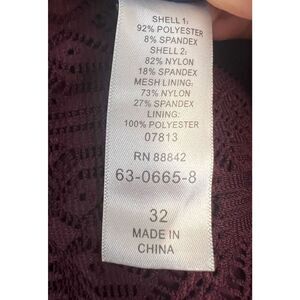 SHELL 1:
92% POLYESTER
8% SPANDEX
SHELL 2:
82% NYLON
18% SPANDEX
MESH LINING:
73% NYLON
27% SPANDEX
LINING:
100% POLYESTER
07813
RN 88842
63-0665-8
32
MADE IN
CHINA